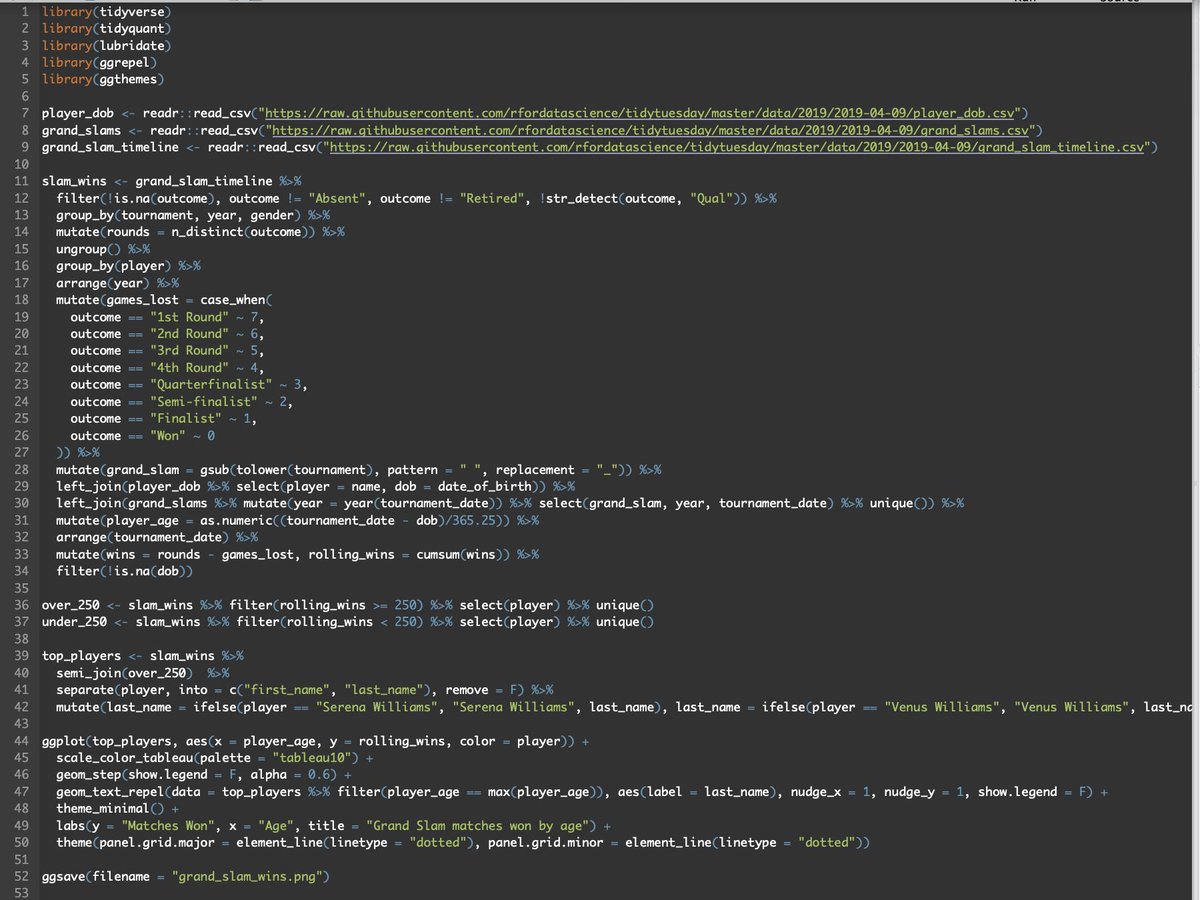 Run Source
1 library(tidyverse)
2 library(tidyquant)
3 library(lubridate)
4 library(ggrepel)
5 library(ggthemes)
6
7 player_dob <- readr::read_csv("https://raw.githubusercontent.com/rfordatascience/tidytuesday/master/data/2019/2019-04-09/player_dob.csv")
8 grand_slams <- readr::read_csv("https://raw.githubusercontent.com/rfordatascience/tidytuesday/master/data/2019/2019-04-09/grand_slams.csv")
9 grand_slam_timeline <- readr::read_csv("https://raw.githubusercontent.com/rfordatascience/tidytuesday/master/data/2019/2019-04-09/grand_slam_timeline.csv")
10
11 slam_wins <- grand_slam_timeline %>%
12 filter(!is.na(outcome), outcome != "Absent", outcome != "Retired", !str_detect(outcome, "Qual")) %>%
13 group_by(tournament, year, gender) %>%
14 mutate(rounds = n_distinct(outcome)) %>%
15 ungroup() %>%
16 group_by(player) %>%
17 arrange(year) %>%
18 mutate(games_lost = case_when(
19 outcome == "1st Round" ~ 7,
20 outcome == "2nd Round" ~ 6,
21 outcome == "3rd Round" ~ 5,
22 outcome == "4th Round" ~ 4,
23 outcome == "Quarterfinalist" ~ 3,
24 outcome == "Semi-finalist" ~ 2,
25 outcome == "Finalist" ~ 1,
26 outcome == "Won" ~ 0
27 )) %>%
28 mutate(grand_slam = gsub(tolower(tournament), pattern = " ", replacement = "_")) %>%
29 left_join(player_dob %>% select(player = name, dob = date_of_birth)) %>%
30 left_join(grand_slams %>% mutate(year = year(tournament_date)) %>% select(grand_slam, year, tournament_date) %>% unique()) %>%
31 mutate(player_age = as.numeric((tournament_date - dob)/365.25)) %>%
32 arrange(tournament_date) %>%
33 mutate(wins = rounds - games_lost, rolling_wins = cumsum(wins)) %>%
34 filter(!is.na(dob))
35
36 over_250 <- slam_wins %>% filter(rolling_wins >= 250) %>% select(player) %>% unique()
37 under_250 <- slam_wins %>% filter(rolling_wins < 250) %>% select(player) %>% unique()
38
39 top_players <- slam_wins %>%
40 semi_join(over_250) %>%
41 separate(player, into = c("first_name", "last_name"), remove = F) %>%
42 mutate(last_name = ifelse(player == "Serena Williams", "Serena Williams", last_name), last_name = ifelse(player == "Venus Williams", "Venus Williams", last_na
43
44 ggplot(top_players, aes(x = player_age, y = rolling_wins, color = player)) +
45 scale_color_tableau(palette = "tableau10") +
46 geom_step(show.legend = F, alpha = 0.6) +
47 geom_text_repel(data = top_players %>% filter(player_age == max(player_age)), aes(label = last_name), nudge_x = 1, nudge_y = 1, show.legend = F) +
48 theme_minimal() +
49 labs(y = "Matches Won", x = "Age", title = "Grand Slam matches won by age") +
50 theme(panel.grid.major = element_line(linetype = "dotted"), panel.grid.minor = element_line(linetype = "dotted"))
51
52 ggsave(filename = "grand_slam_wins.png")
53